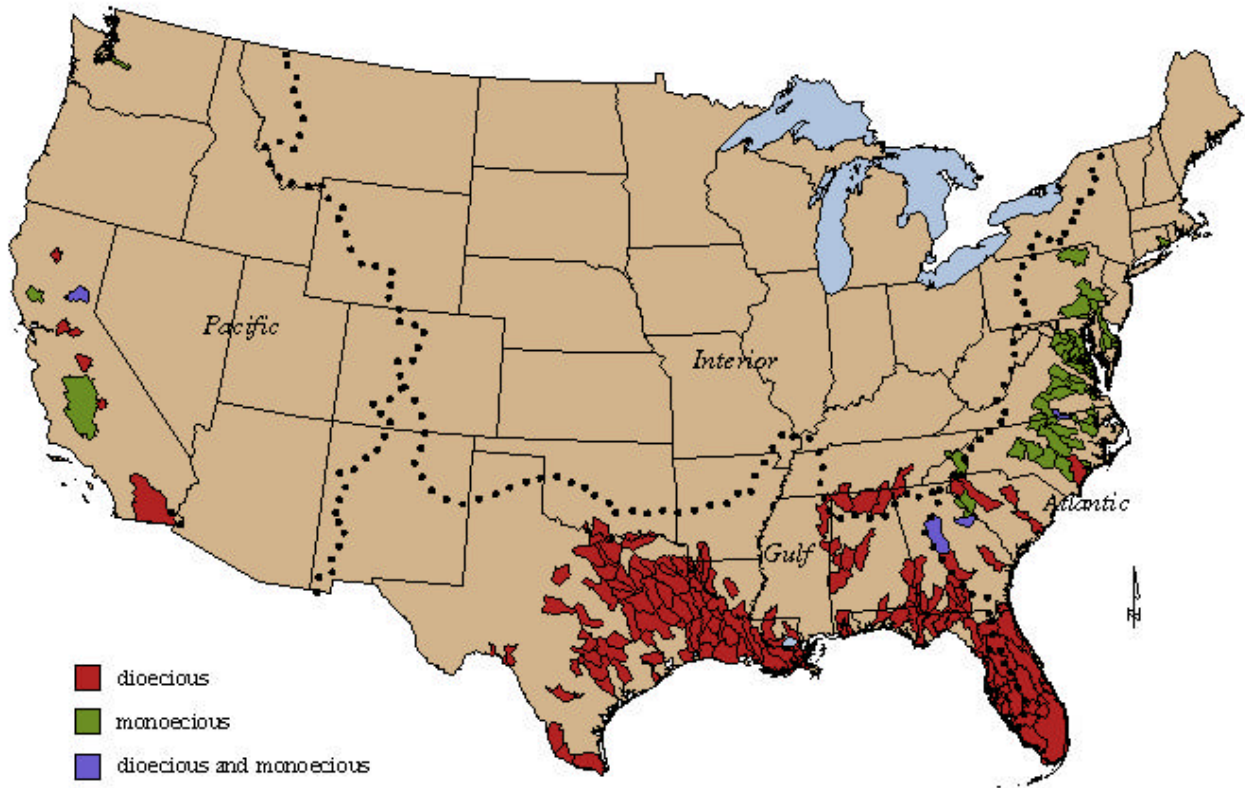 Pacific
Interior
Atlantic
Gulf
dioecious
monoecious
dioecious and monoecious